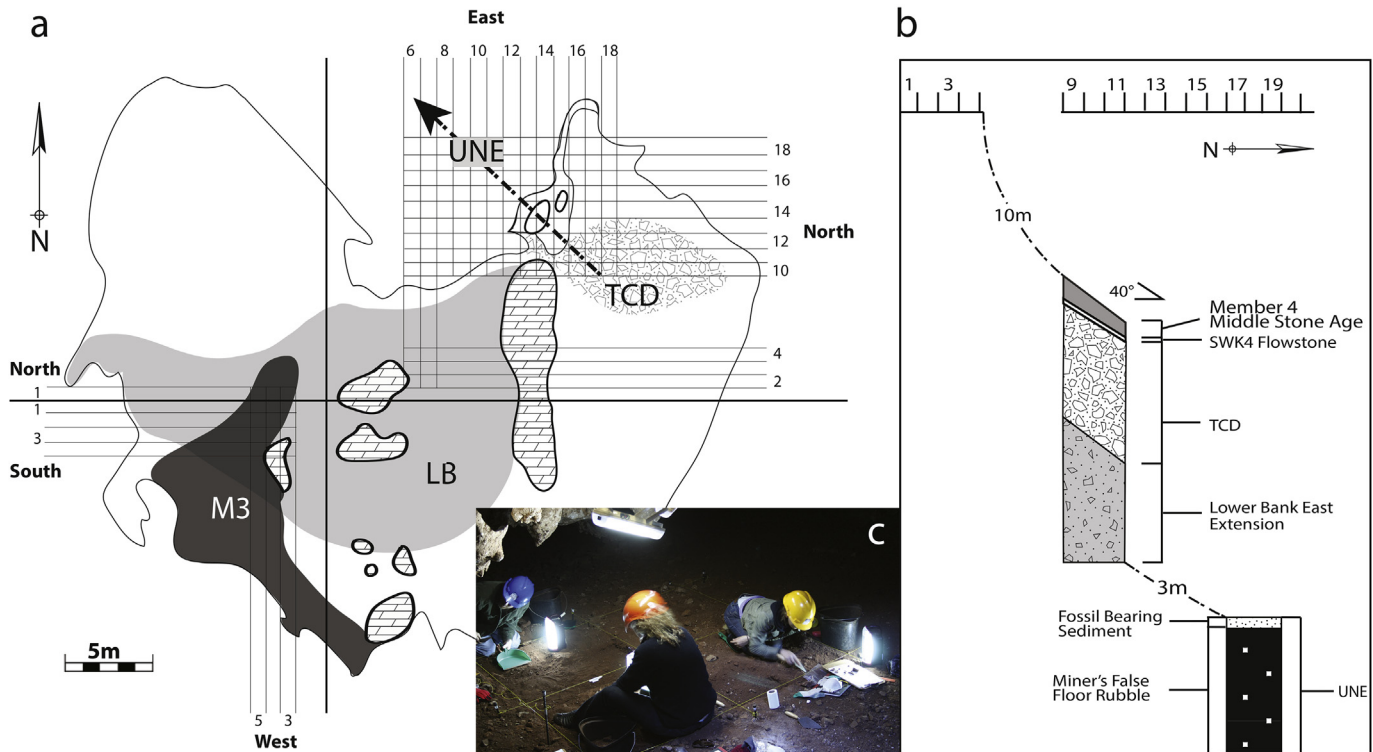 a
East
6 8 10 12 14 16 18
UNE
N
18
16
14
12
10
North
TCD
4
2
North
1
1
3
South
M3
LB
5m
5 3
West
c
b
1 3 9 11 13 15 17 19
N
10m
40°
Member 4
Middle Stone Age
SWK4 Flowstone
TCD
Lower Bank East
Extension
3m
Fossil Bearing
Sediment
Miner's False
Floor Rubble
UNE